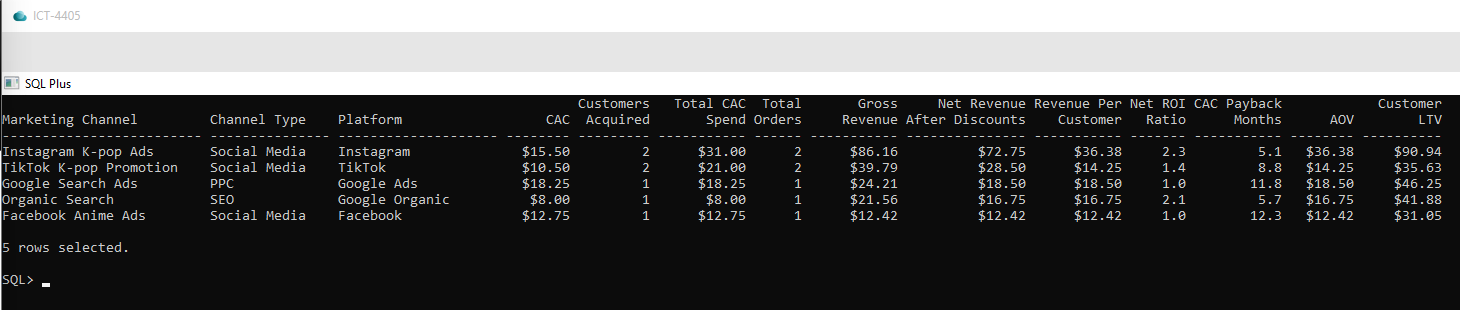 ICT-4405
SQL Plus
Customers Total CAC Total Gross Net Revenue Revenue Per Net ROI CAC Payback Customer
Marketing Channel Channel Type Platform CAC Acquired Spend Orders Revenue After Discounts Customer Ratio Months AOV LTV
------------------------- --------------- -------------------- -------- --------- --------- ------ ----------- --------------- ----------- ------- ----------- -------- ----------
Instagram K-pop Ads Social Media Instagram $15.50 2 $31.00 2 $86.16 $72.75 $36.38 2.3 5.1 $36.38 $90.94
TikTok K-pop Promotion Social Media TikTok $10.50 2 $21.00 2 $39.79 $28.50 $14.25 1.4 8.8 $14.25 $35.63
Google Search Ads PPC Google Ads $18.25 1 $18.25 1 $24.21 $18.50 $18.50 1.0 11.8 $18.50 $46.25
Organic Search SEO Google Organic $8.00 1 $8.00 1 $21.56 $16.75 $16.75 2.1 5.7 $16.75 $41.88
Facebook Anime Ads Social Media Facebook $12.75 1 $12.75 1 $12.42 $12.42 $12.42 1.0 12.3 $12.42 $31.05
5 rows selected.
SQL>